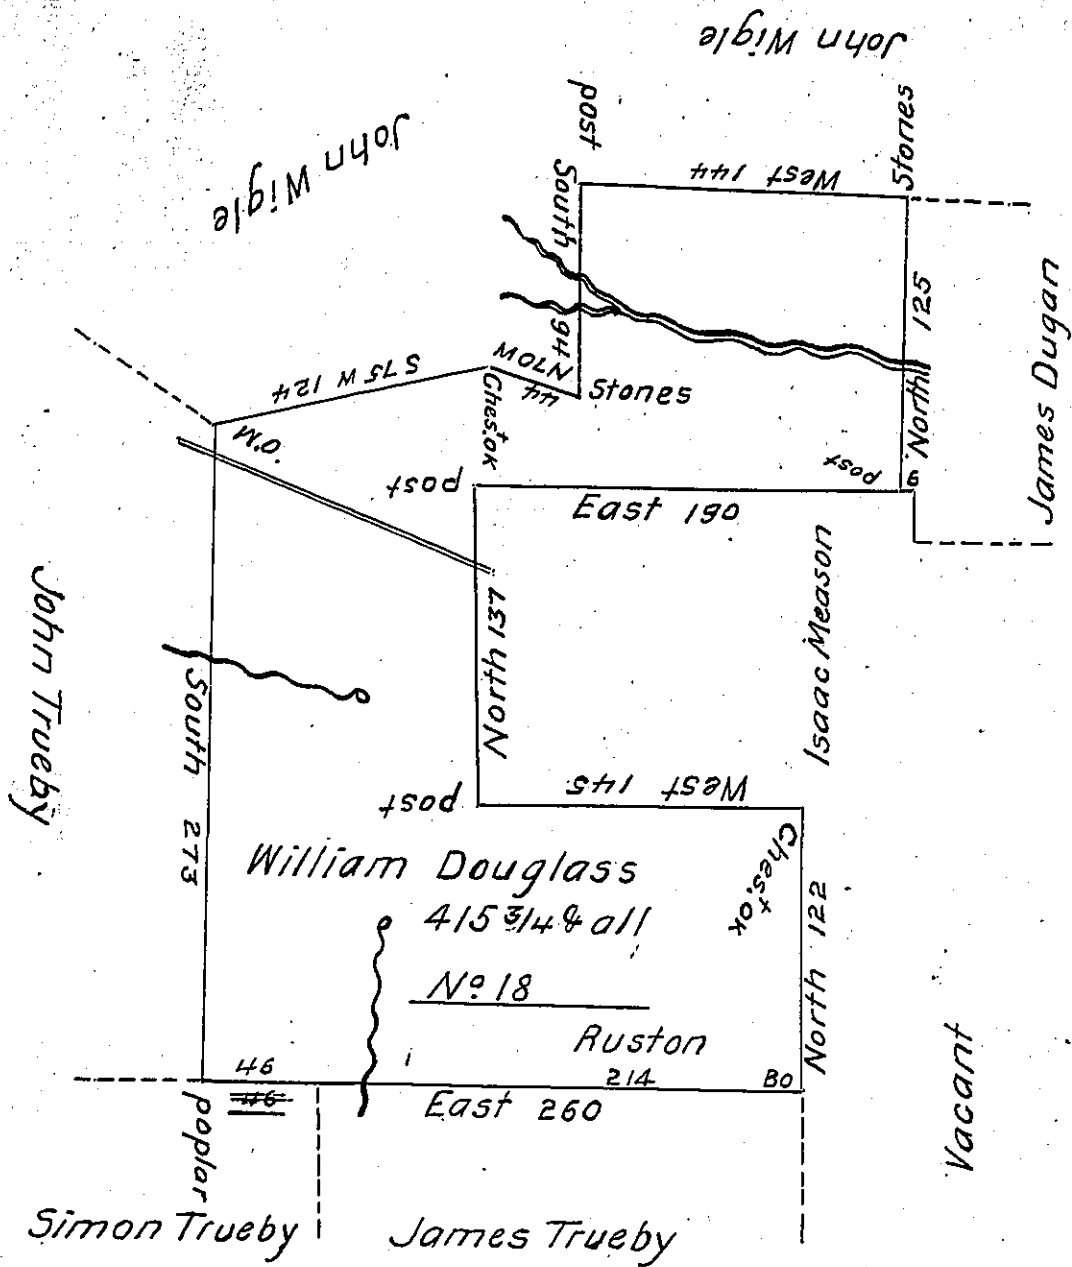 John Wigle
John Wigle
post
Stones
West 144
South 94
North 125
James Dugan
S 75 W 124
N70W 44
Stones
Ches.t ok
O.M.
post
post
6
East 190
North 137
Isaac Meason
John Trueby
South 273
West 145
post
Ches.t ok
William Douglass
415 3/4 & all
No. 18
Ruston
North 122
Vacant
46
46
214
BO
East 260
poplar
Simon Trueby
James Trueby